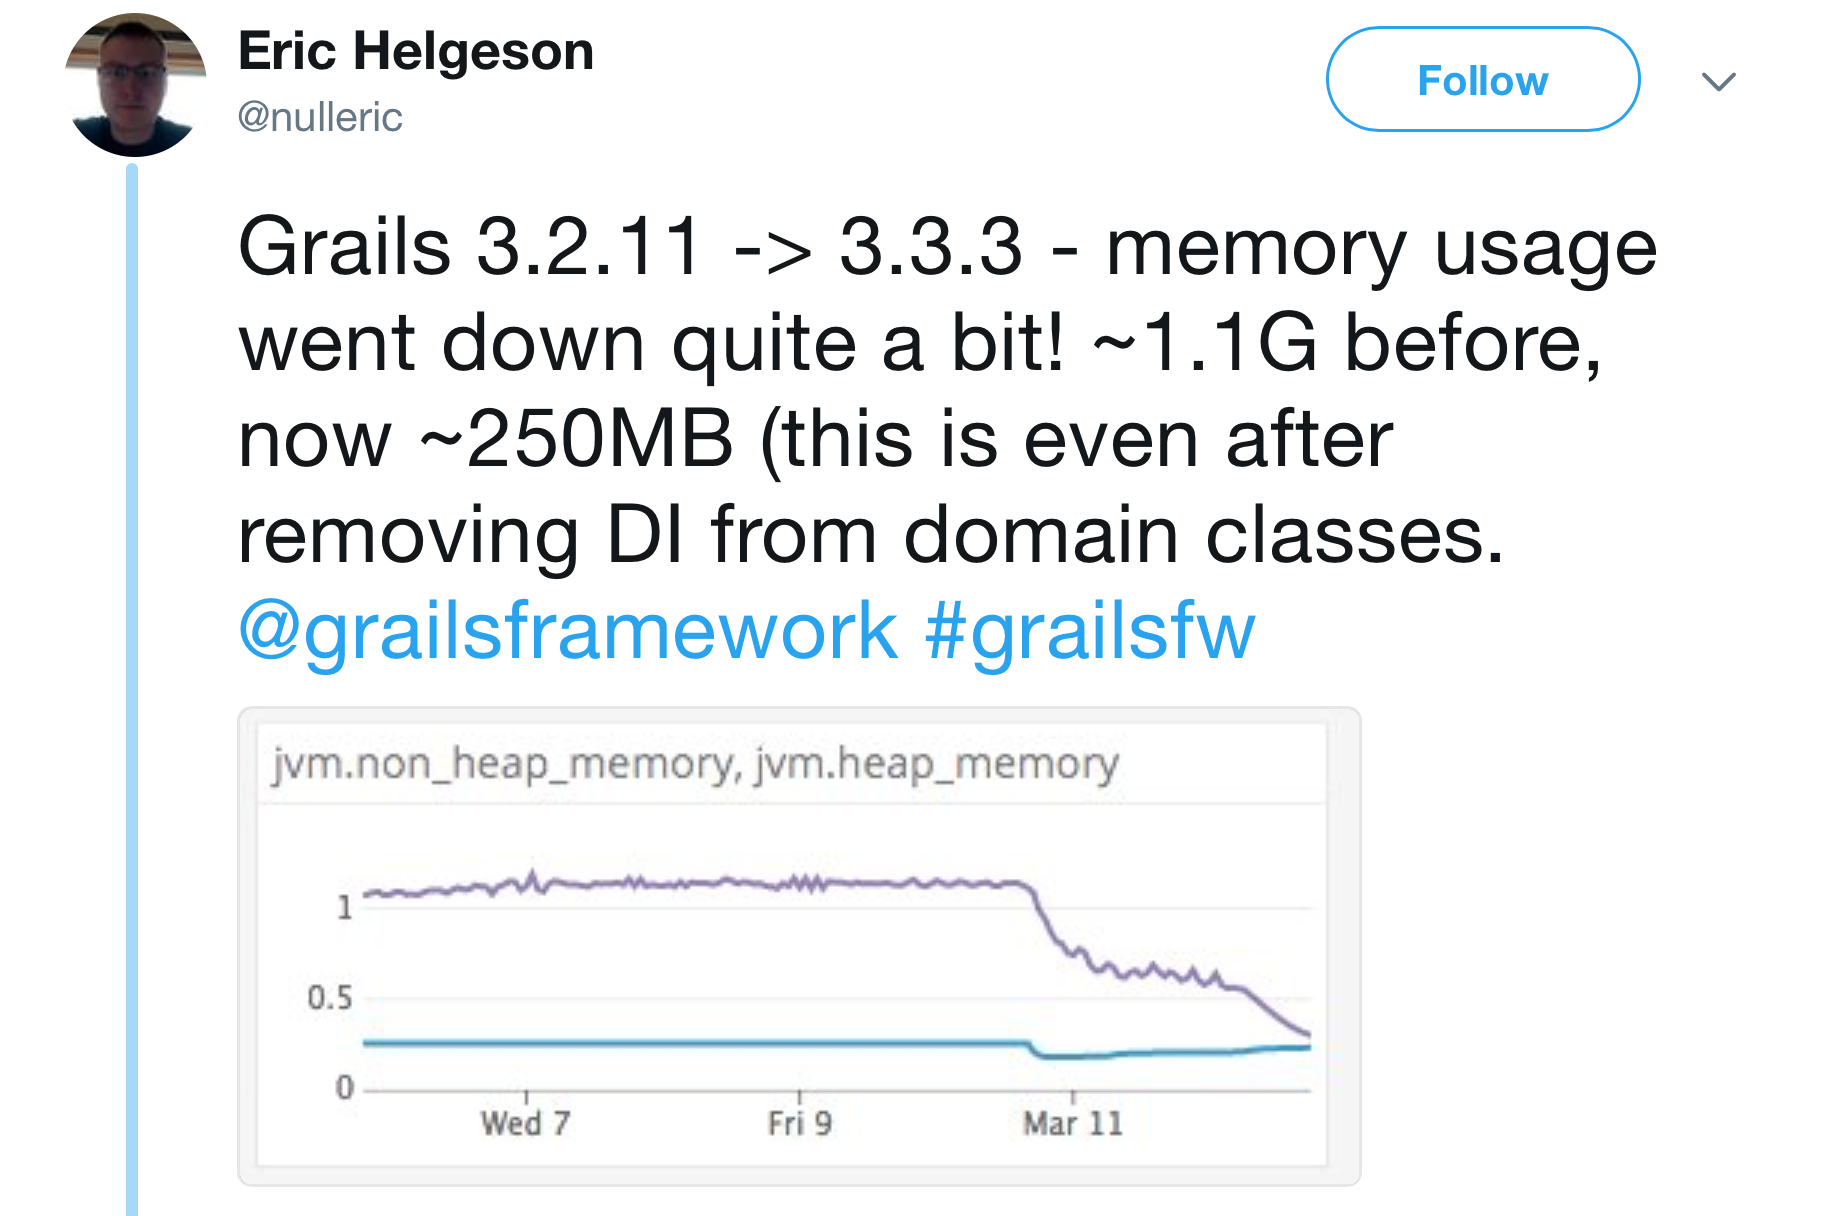 Eric Helgeson
@nulleric
Follow
Grails 3.2.11 -> 3.3.3 - memory usage
went down quite a bit! ~1.1G before,
now ~250MB (this is even after
removing DI from domain classes.
@grailsframework #grailsfw
jvm.non_heap_memory, jvm.heap_memory
1
0.5
0
Wed 7 Fri 9 Mar 11